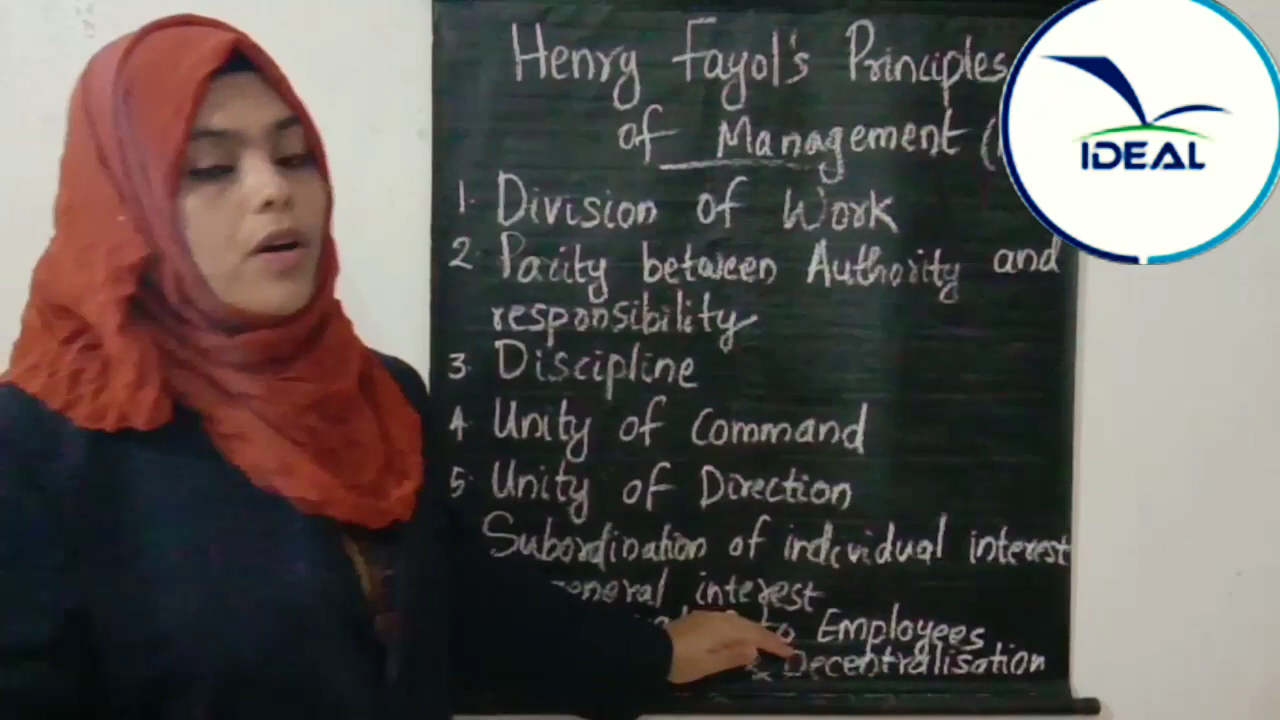 Henry Fayol's Principles
of Management (
IDEAL
1. Division of Work
2. Parity between Authority and
responsibility
3. Discipline
4 Unity of Command
5. Unity of Direction
Subordination of individual interest
general interest
to Employees
& Decentralisation